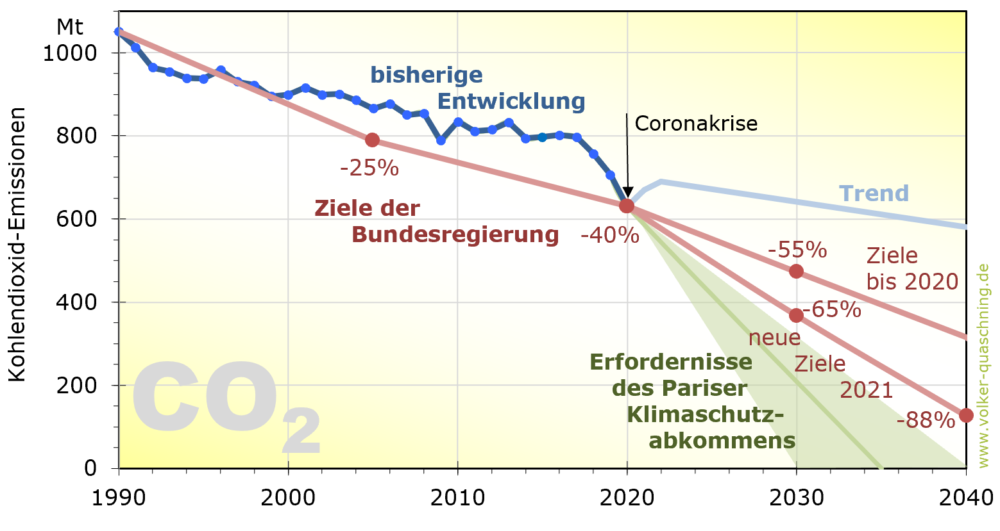 Mt
1000
800
600
400
200
0
Kohlendioxid-Emissionen
bisherige
Entwicklung
Coronakrise
-25%
Ziele der
Bundesregierung
-40%
Trend
-55%
Ziele
bis 2020
-65%
neue
Ziele
2021
-88%
Erfordernisse
des Pariser
Klimaschutz-
abkommens
CO2
1990
2000
2010
2020
2030
2040
www.volker-quaschning.de